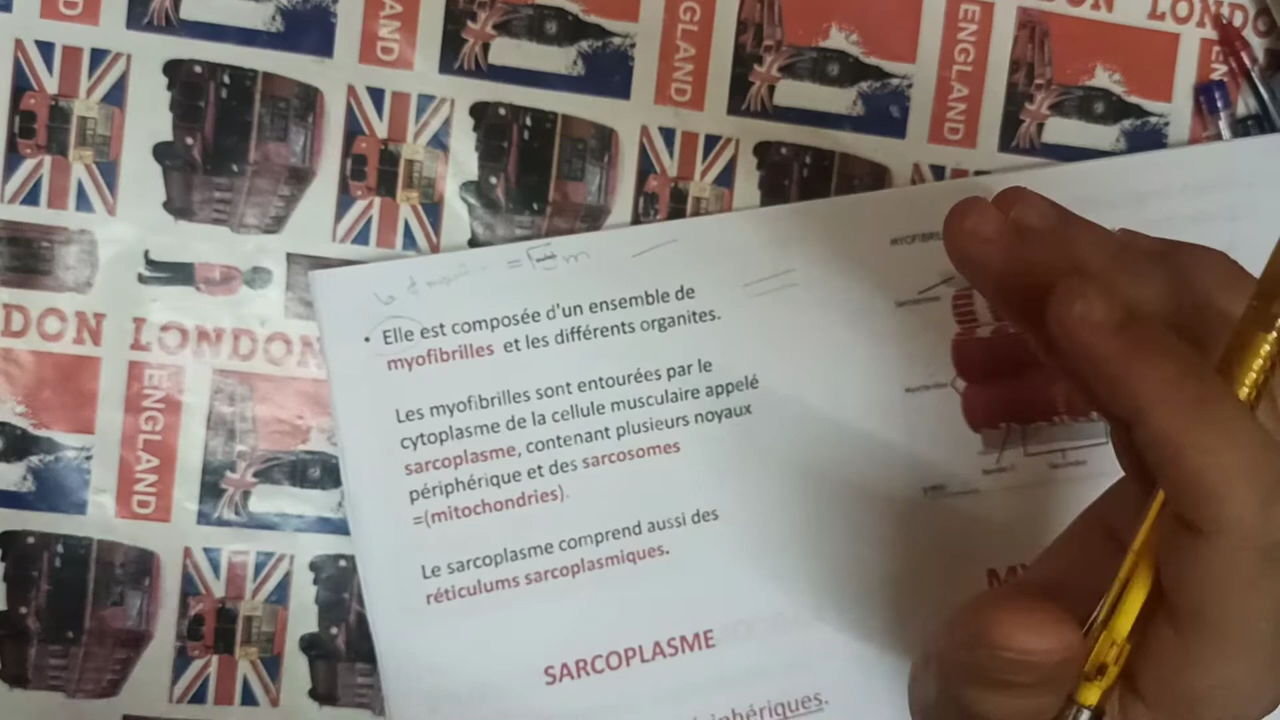 ENGLAND
ENGLAND
ENGLAND
LONDON
DON LONDON
ENGLAND
• Elle est composée d'un ensemble de
myofibrilles et les différents organites.
Les myofibrilles sont entourées par le
cytoplasme de la cellule musculaire appelé
sarcoplasme, contenant plusieurs noyaux
périphérique et des sarcosomes
=(mitochondries).
Le sarcoplasme comprend aussi des
réticulums sarcoplasmiques.
SARCOPLASME